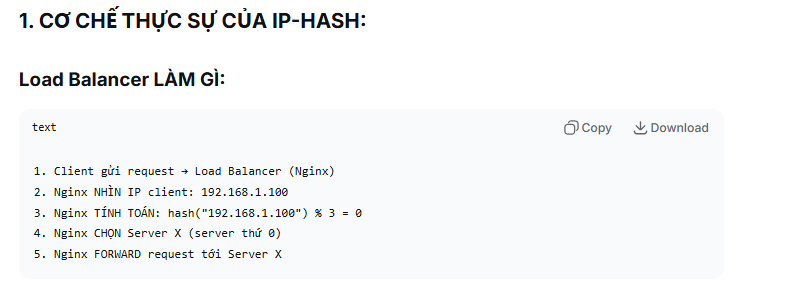 1. CƠ CHẾ THỰC SỰ CỦA IP-HASH:
Load Balancer LÀM GÌ:
text
Copy
Download
1. Client gửi request → Load Balancer (Nginx)
2. Nginx NHÌN IP client: 192.168.1.100
3. Nginx TÍNH TOÁN: hash("192.168.1.100") % 3 = 0
4. Nginx CHỌN Server X (server thứ 0)
5. Nginx FORWARD request tới Server X